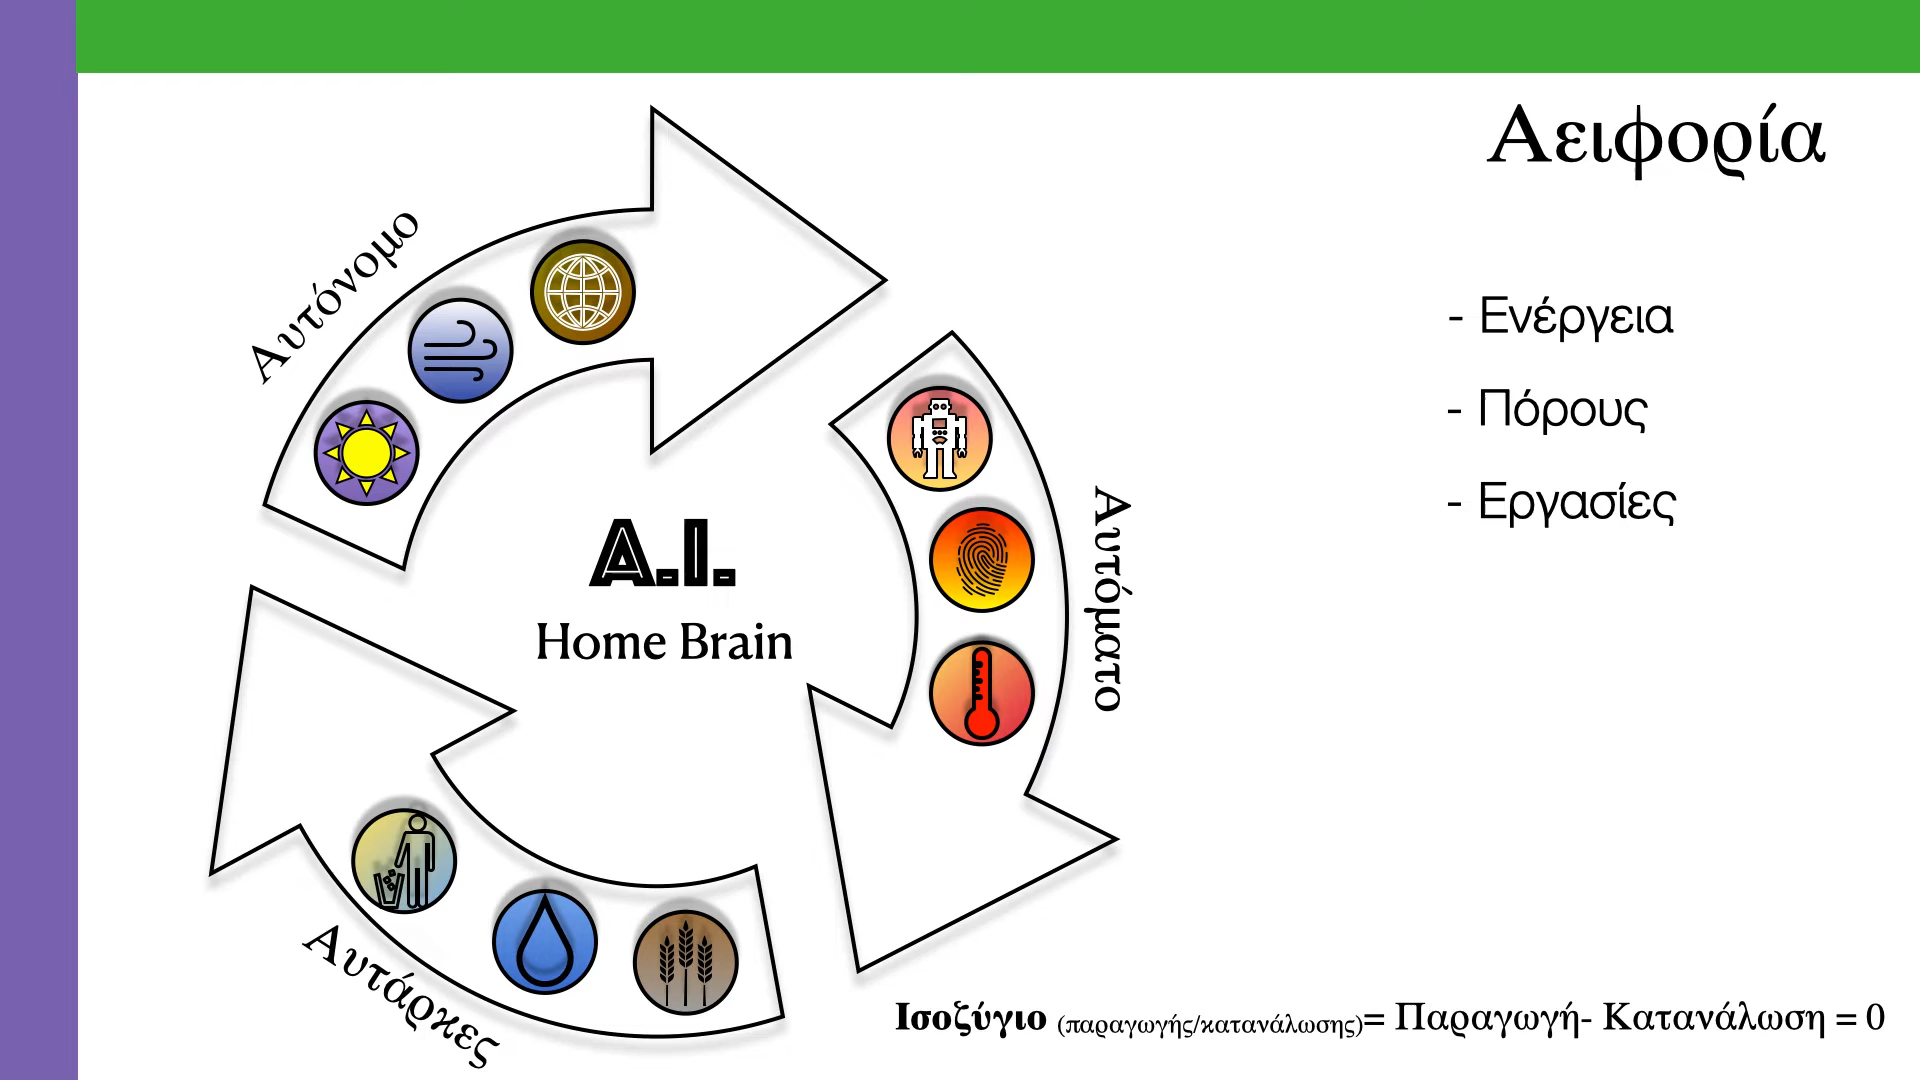 Αειφορία
- Ενέργεια
- Πόρους
- Εργασίες
Αυτόνομο
Αυτόματο
Αυτάρκες
A.I.
Home Brain
Ισοζύγιο (παραγωγής/κατανάλωσης)= Παραγωγή- Κατανάλωση = 0